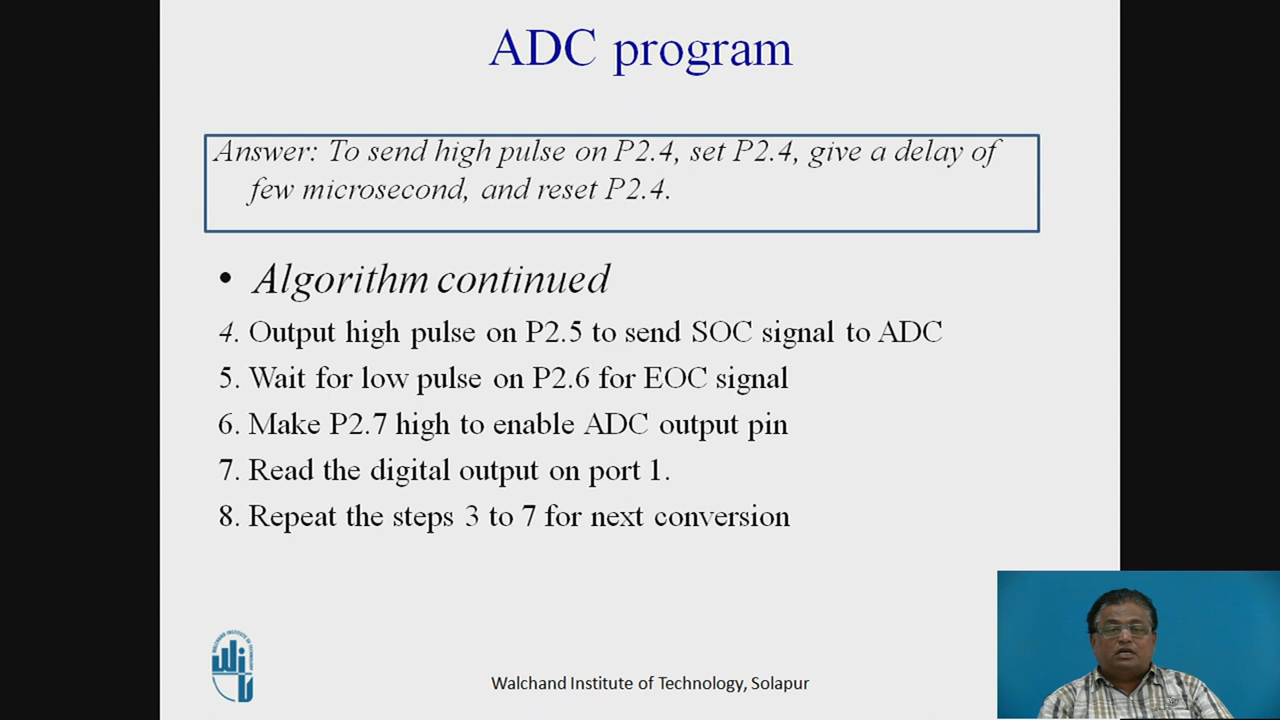 ADC program
Answer: To send high pulse on P2.4, set P2.4, give a delay of
few microsecond, and reset P2.4.
• Algorithm continued
4. Output high pulse on P2.5 to send SOC signal to ADC
5. Wait for low pulse on P2.6 for EOC signal
6. Make P2.7 high to enable ADC output pin
7. Read the digital output on port 1.
8. Repeat the steps 3 to 7 for next conversion
Walchand Institute of Technology, Solapur